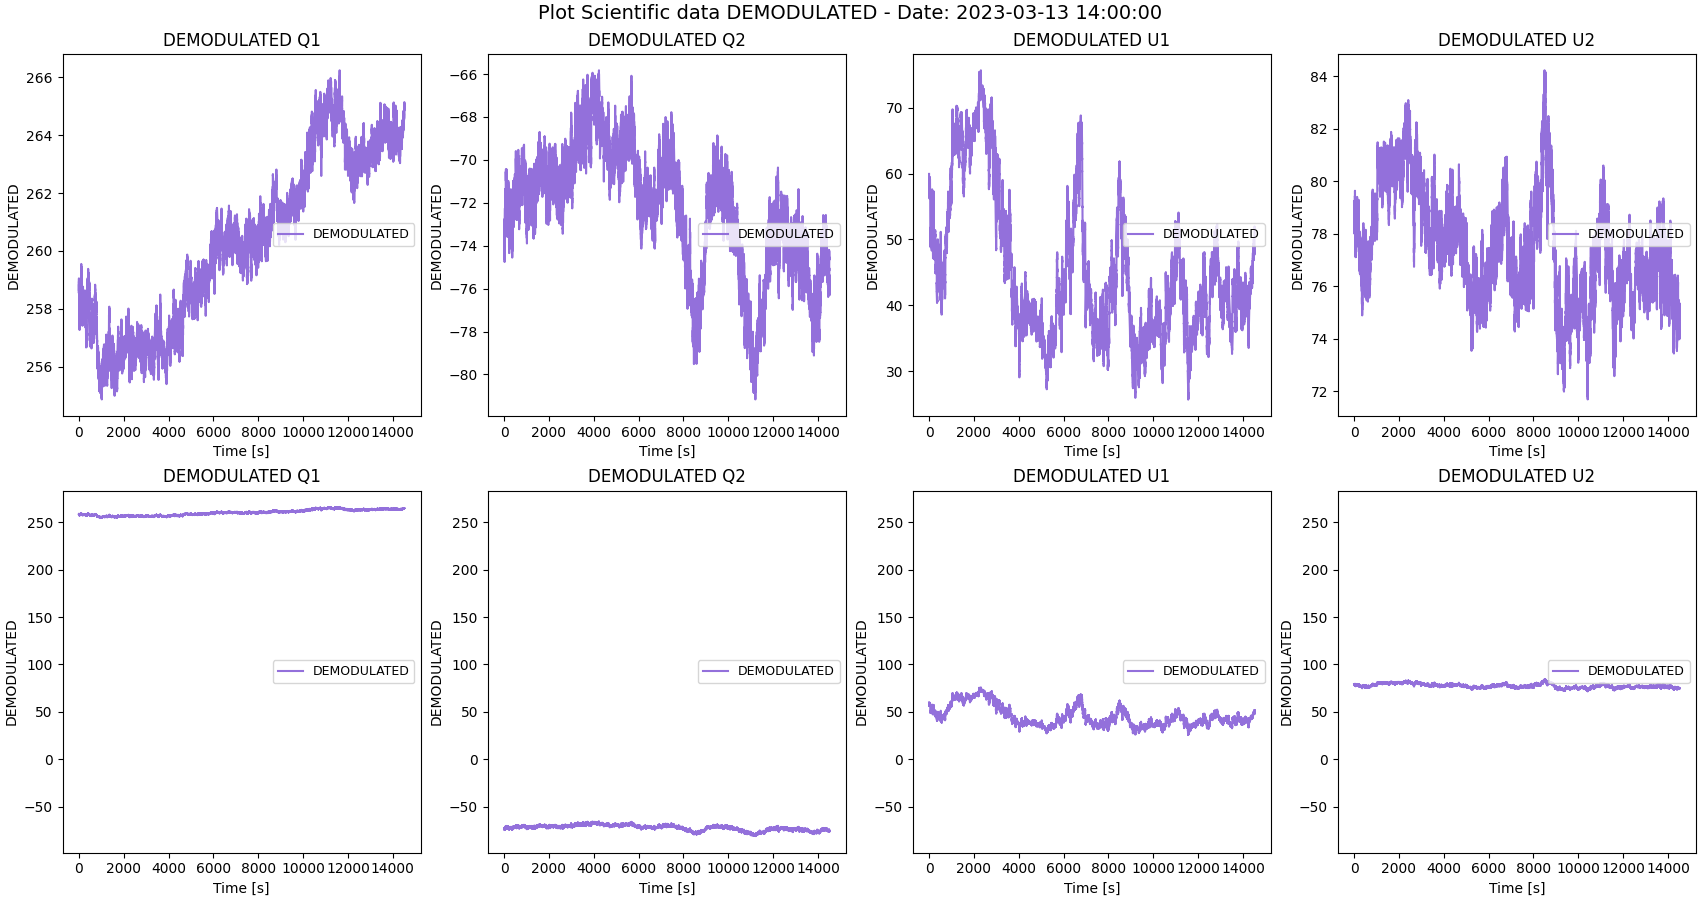 Plot Scientific data DEMODULATED - Date: 2023-03-13 14:00:00
DEMODULATED Q1
DEMODULATED
266
264
262
260
258
256
DEMODULATED
0 2000 4000 6000 8000 10000 12000 14000
Time [s]
DEMODULATED Q2
DEMODULATED
−66
−68
−70
−72
−74
−76
−78
−80
DEMODULATED
0 2000 4000 6000 8000 10000 12000 14000
Time [s]
DEMODULATED U1
DEMODULATED
70
60
50
40
30
DEMODULATED
0 2000 4000 6000 8000 10000 12000 14000
Time [s]
DEMODULATED U2
DEMODULATED
84
82
80
78
76
74
72
DEMODULATED
0 2000 4000 6000 8000 10000 12000 14000
Time [s]
DEMODULATED Q1
DEMODULATED
250
200
150
100
50
0
−50
DEMODULATED
0 2000 4000 6000 8000 10000 12000 14000
Time [s]
DEMODULATED Q2
DEMODULATED
250
200
150
100
50
0
−50
DEMODULATED
0 2000 4000 6000 8000 10000 12000 14000
Time [s]
DEMODULATED U1
DEMODULATED
250
200
150
100
50
0
−50
DEMODULATED
0 2000 4000 6000 8000 10000 12000 14000
Time [s]
DEMODULATED U2
DEMODULATED
250
200
150
100
50
0
−50
DEMODULATED
0 2000 4000 6000 8000 10000 12000 14000
Time [s]